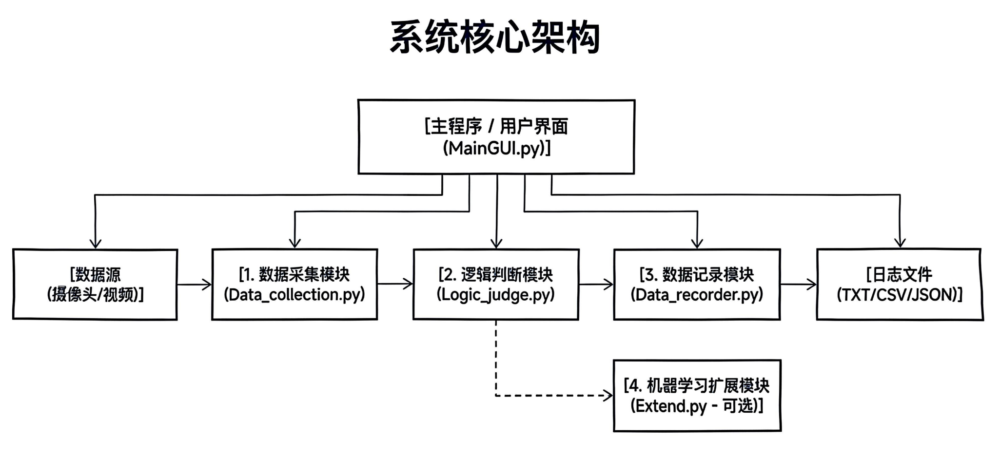 系统核心架构
[主程序 / 用户界面
(MainGUI.py)]
[数据源
(摄像头/视频)]
[1. 数据采集模块
(Data_collection.py)
[2. 逻辑判断模块
(Logic_judge.py)
[3. 数据记录模块
(Data_recorder.py)
[日志文件
(TXT/CSV/JSON)]
[4. 机器学习扩展模块
(Extend.py - 可选)]